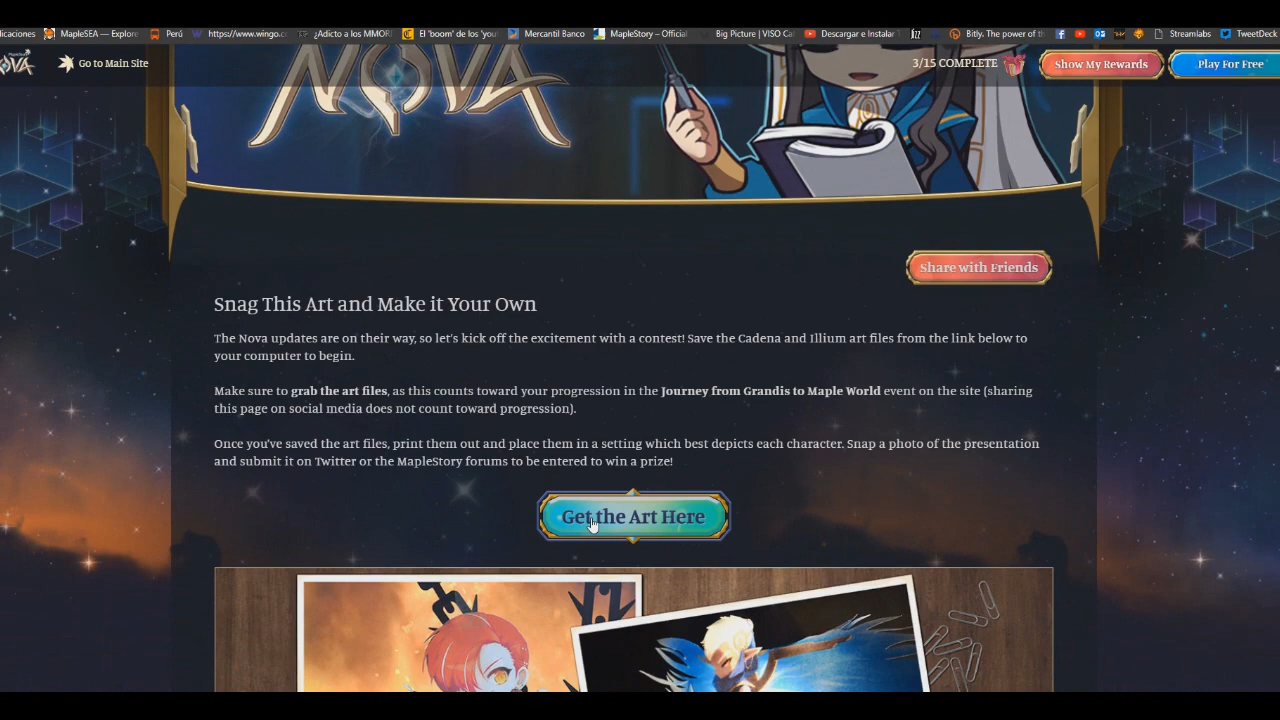 licaciones MapleSEA — Explore Perú https://www.wingo.c ¿Adicto a los MMOR El 'boom' de los 'you Mercantil Banco MapleStory – Official Big Picture | VISO Ca Descargar e Instalar Bitly. The power of th Streamlabs TweetDeck
NOVA Go to Main Site 3/15 COMPLETE Show My Rewards Play For Free
NOVA
Share with Friends
Snag This Art and Make it Your Own
The Nova updates are on their way, so let's kick off the excitement with a contest! Save the Cadena and Illium art files from the link below to
your computer to begin.
Make sure to grab the art files, as this counts toward your progression in the Journey from Grandis to Maple World event on the site (sharing
this page on social media does not count toward progression).
Once you've saved the art files, print them out and place them in a setting which best depicts each character. Snap a photo of the presentation
and submit it on Twitter or the MapleStory forums to be entered to win a prize!
Get the Art Here